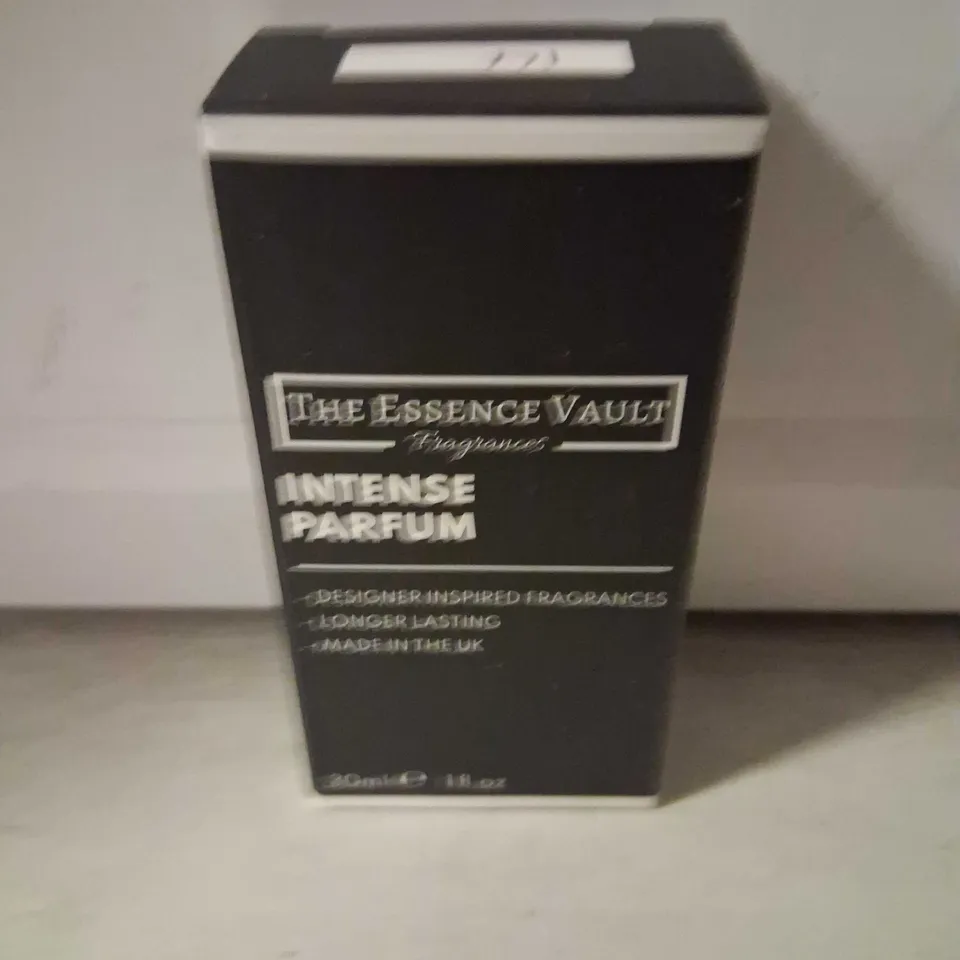 THE ESSENCE VAULT
Fragrances
INTENSE
PARFUM
- DESIGNER INSPIRED FRAGRANCES
- LONGER LASTING
- MADE IN THE UK
30ml ℮ 1fl oz